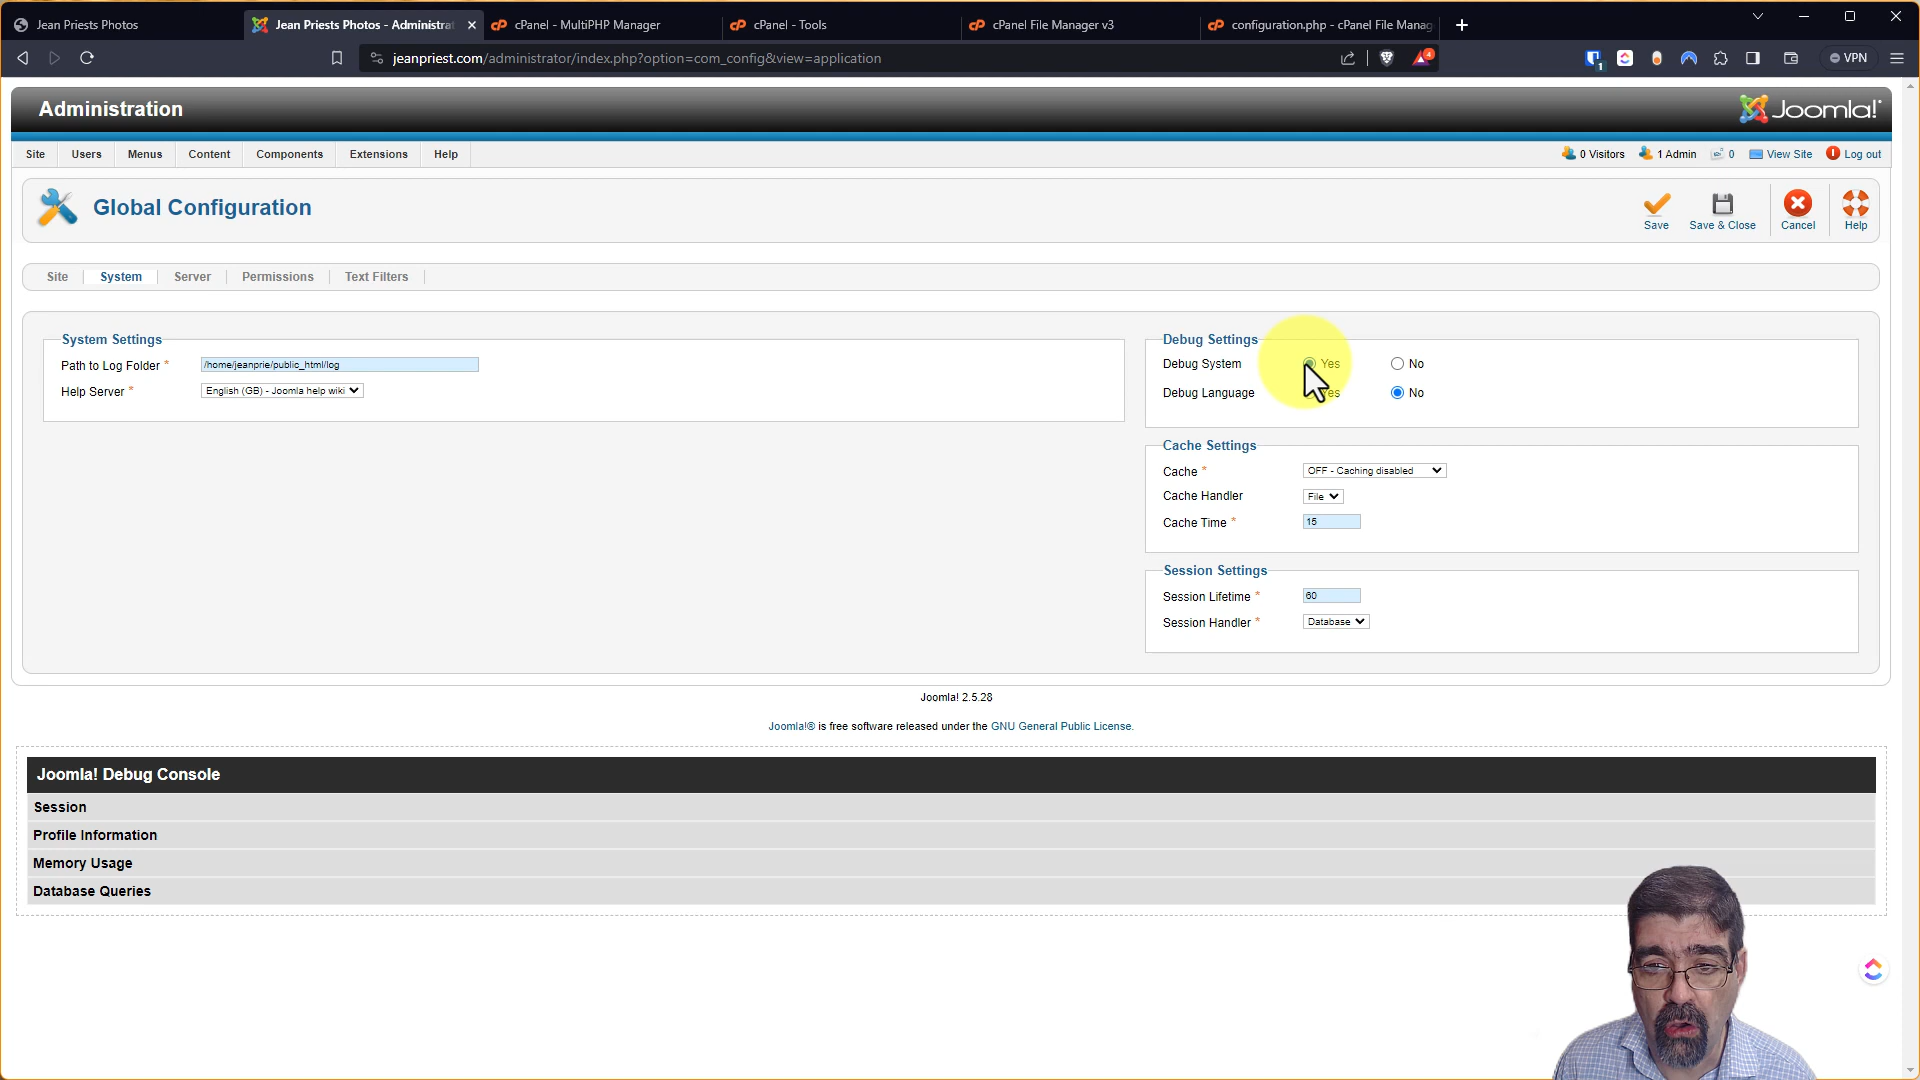 Jean Priests Photos
Jean Priests Photos - Administrat
cPanel - MultiPHP Manager
cPanel - Tools
cPanel File Manager v3
configuration.php - cPanel File Manag
jeanpriest.com/administrator/index.php?option=com_config&view=application
4
1
VPN
Administration
Joomla!
Site Users Menus Content Components Extensions Help
0 Visitors 1 Admin 0 View Site Log out
Global Configuration
Save Save & Close Cancel Help
Site System Server Permissions Text Filters
System Settings
Path to Log Folder * /home/jeanprie/public_html/log
Help Server * English (GB) - Joomla help wiki
Debug Settings
Debug System Yes No
Debug Language Yes No
Cache Settings
Cache * OFF - Caching disabled
Cache Handler File
Cache Time * 15
Session Settings
Session Lifetime * 60
Session Handler * Database
Joomla! 2.5.28
Joomla!® is free software released under the GNU General Public License.
Joomla! Debug Console
Session
Profile Information
Memory Usage
Database Queries